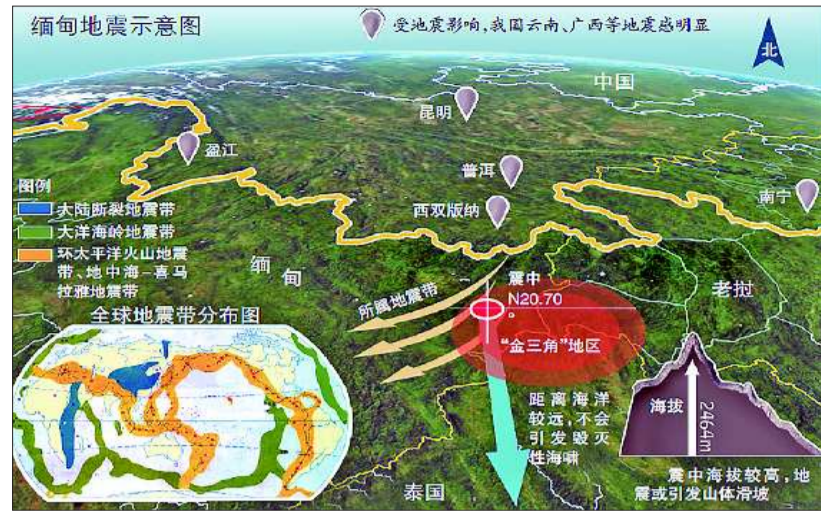 缅甸地震示意图
受地震影响,我国云南、广西等地震感明显
北
中国
昆明
盈江
普洱
南宁
西双版纳
图例
大陆断裂地震带
大洋海岭地震带
环太平洋火山地震
带、地中海-喜马
拉雅地震带
缅甸
老挝
所属地震带
震中
N20.70
°
“金三角”地区
全球地震带分布图
距离海洋
较远,不会
引发毁灭
性海啸
海拔
2464m
泰国
震中海拔较高,地
震或引发山体滑坡